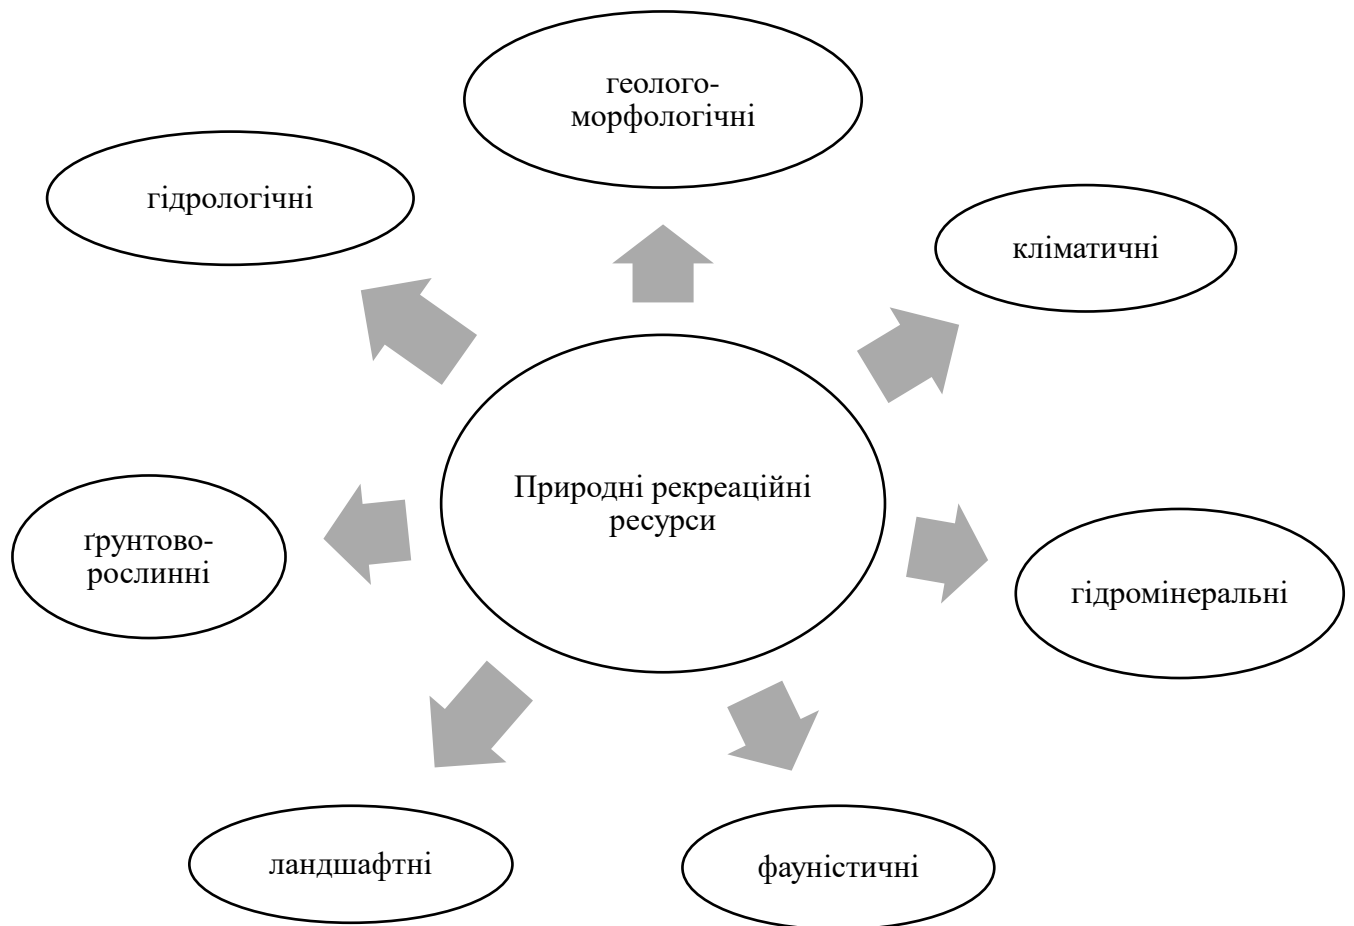 геолого-
морфологічні
гідрологічні
кліматичні
Природні рекреаційні
ресурси
ґрунтово-
рослинні
гідромінеральні
ландшафтні
фауністичні